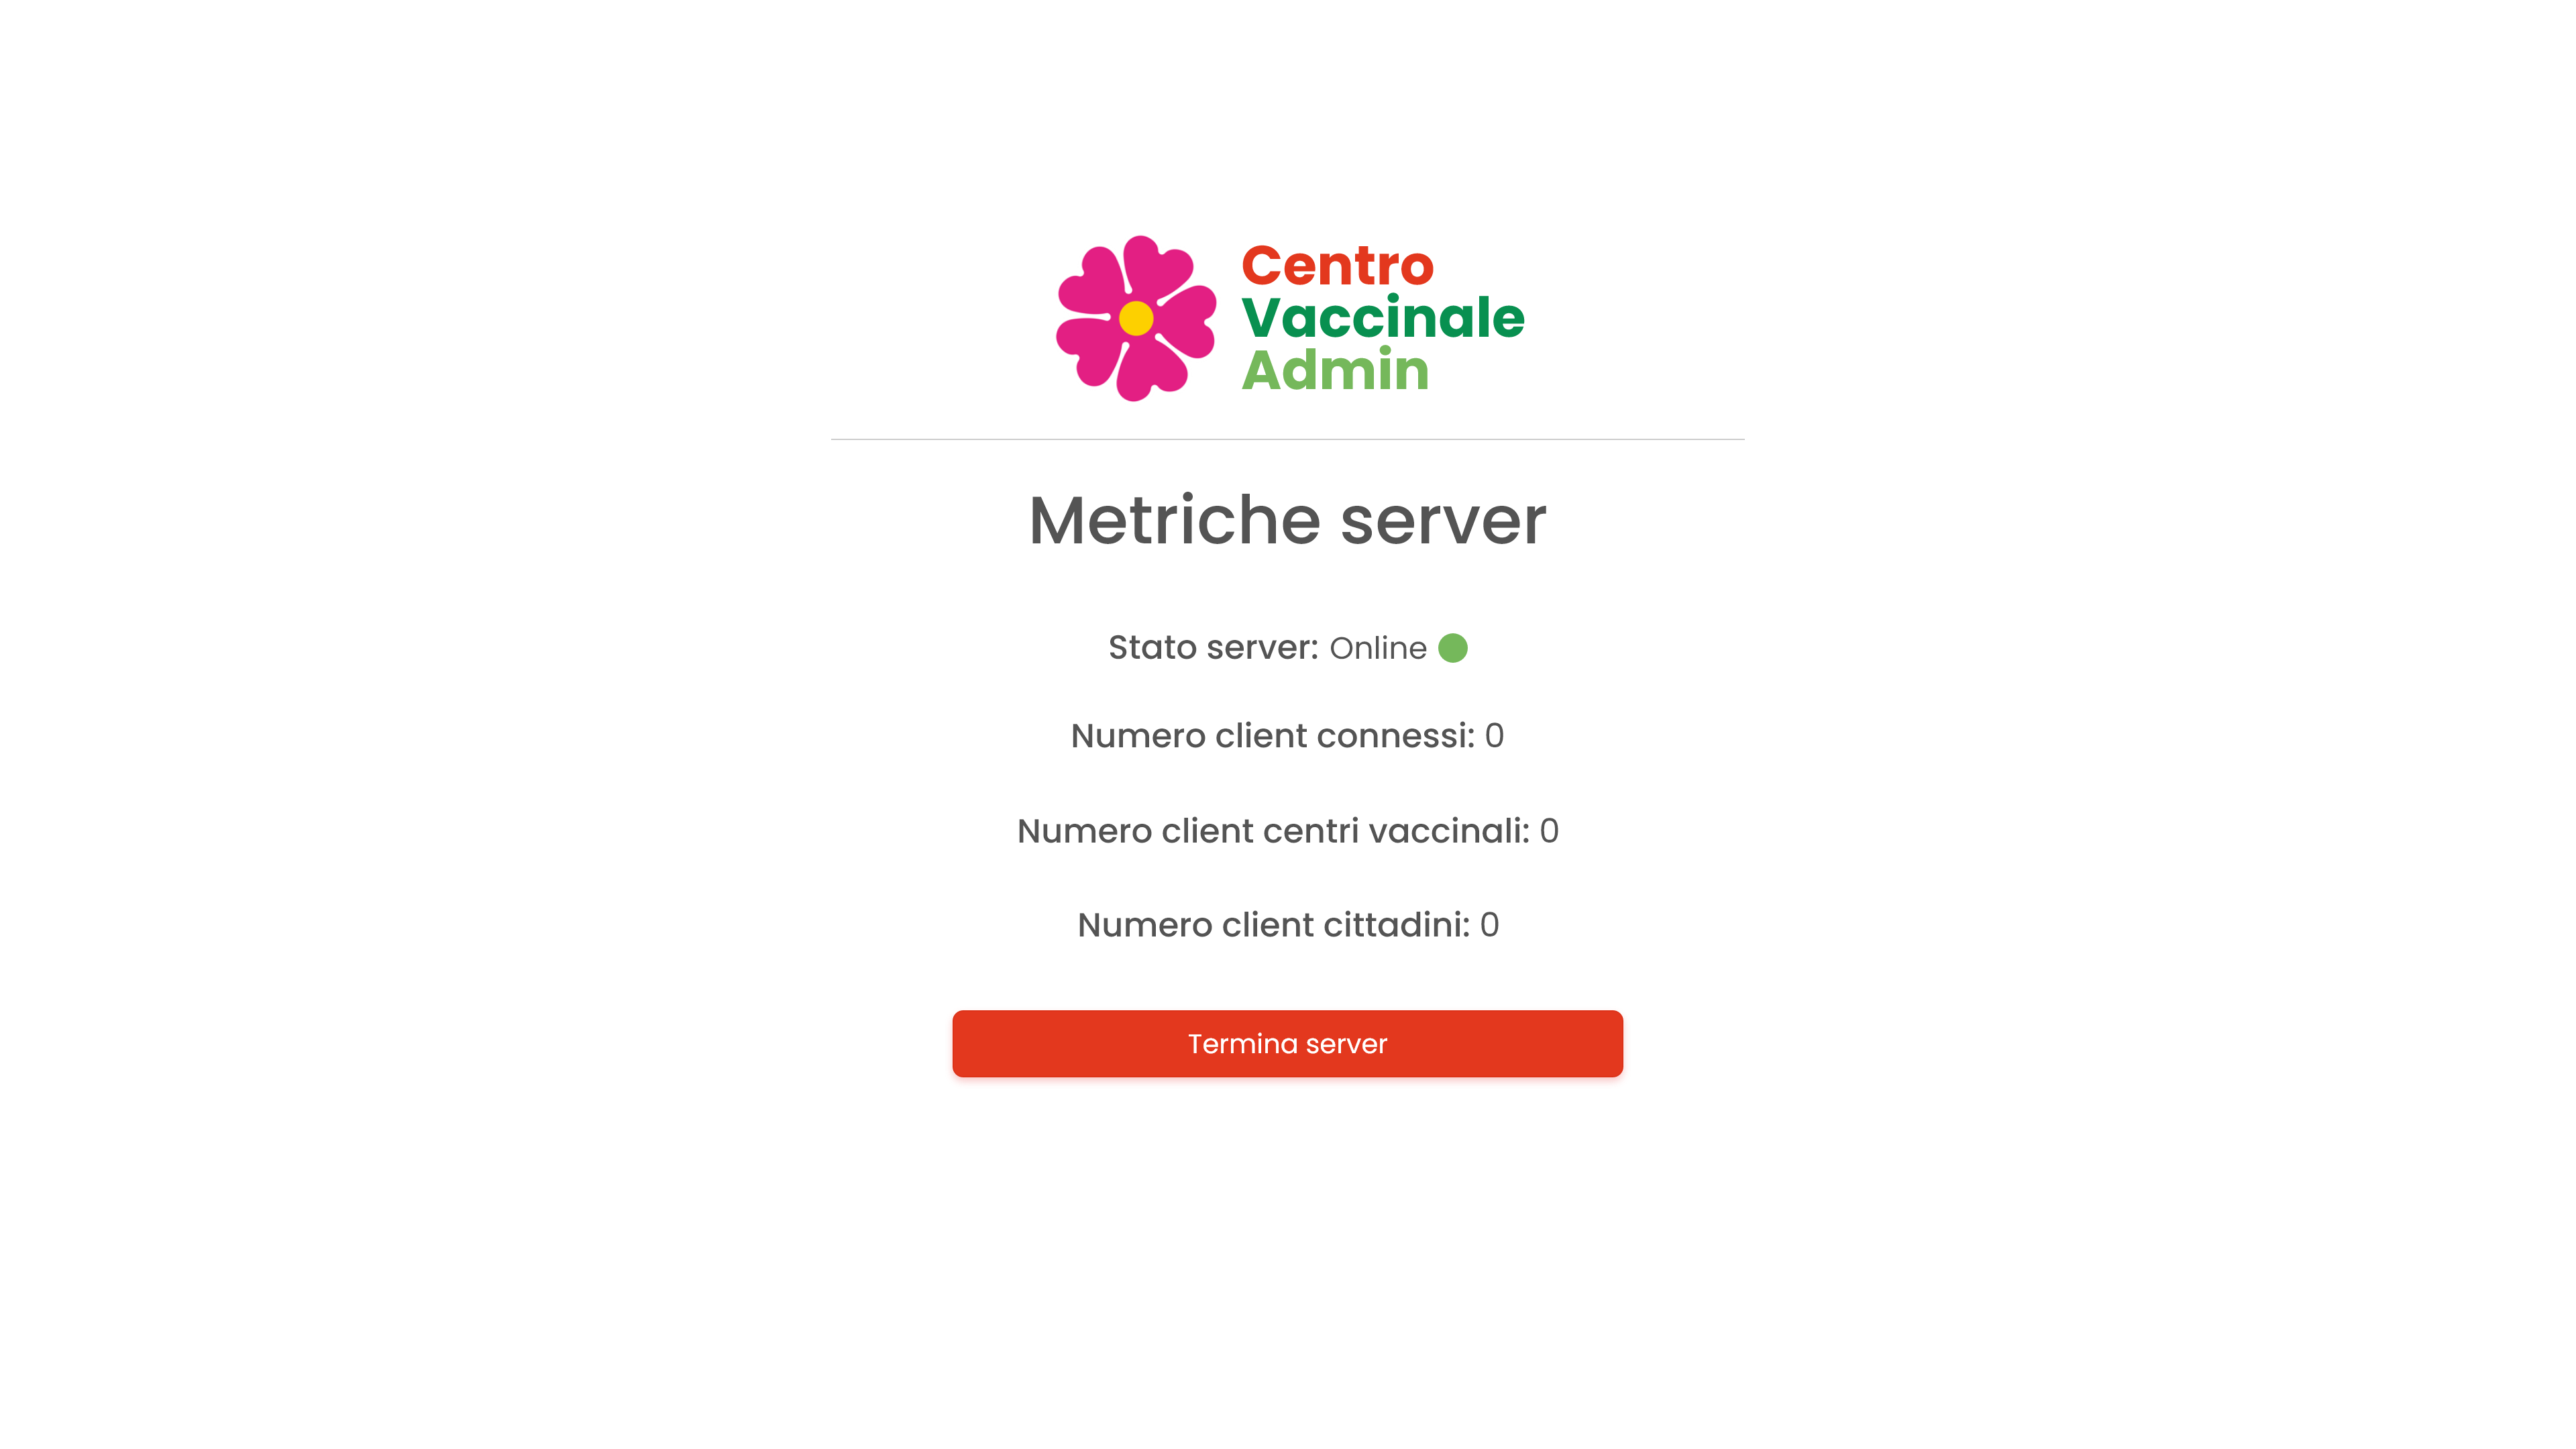 Centro
Vaccinale
Admin
Metriche server
Stato server: Online
Numero client connessi: 0
Numero client centri vaccinali: 0
Numero client cittadini: 0
Termina server